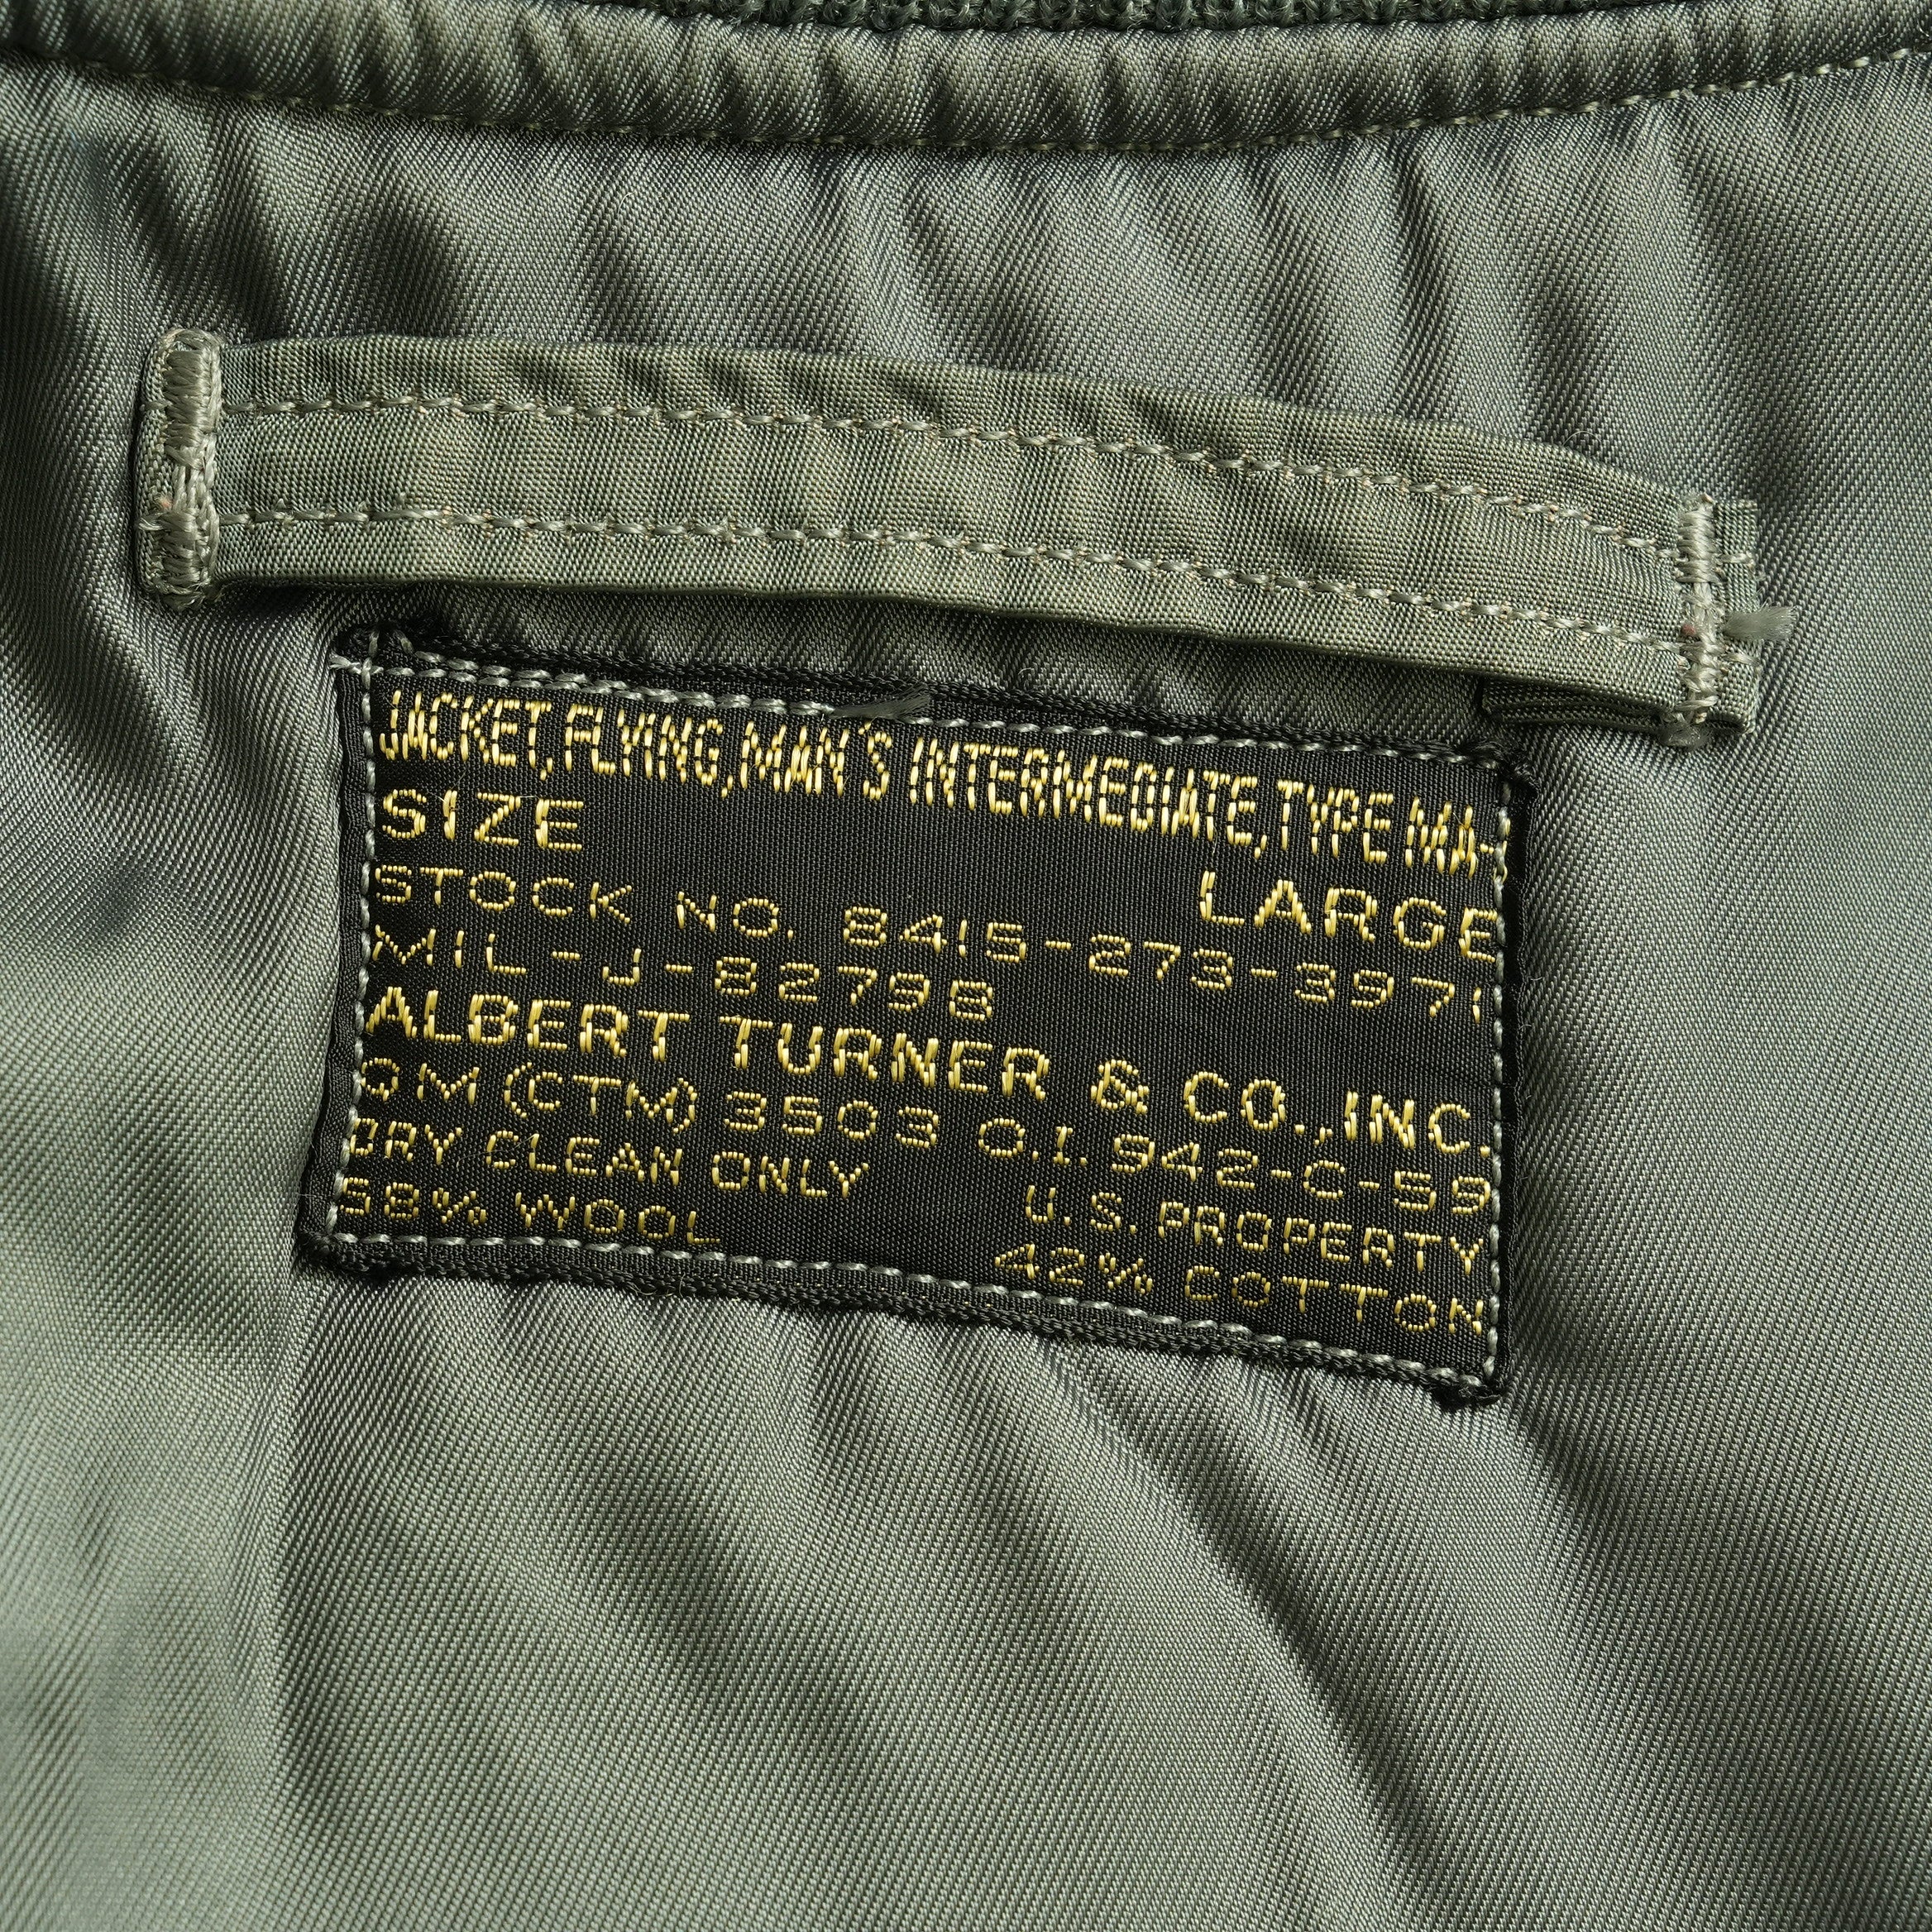 JACKET, FLYING, MAN'S INTERMEDIATE, TYPE MA-
SIZE LARGE
STOCK NO. 8415-273-3971
MIL-J-82798
ALBERT TURNER & CO., INC
QM (CTM) 3503 O.I. 942-C-59
DRY CLEAN ONLY U.S. PROPERTY
58% WOOL 42% COTTON